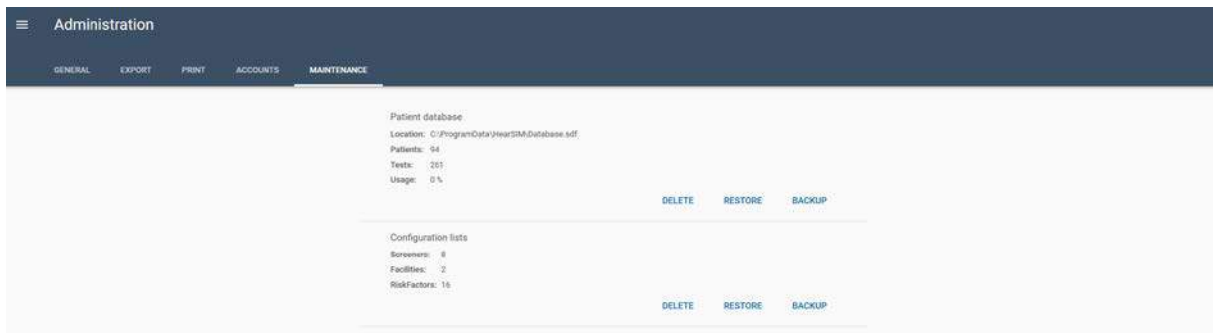 Administration
GENERAL EXPORT PRINT ACCOUNTS MAINTENANCE
Patient database
Location: C:\ProgramData\HearSIM\Database.sdf
Patients: 94
Tests: 261
Usage: 0 %
DELETE RESTORE BACKUP
Configuration lists
Screeners: 8
Facilities: 2
RiskFactors: 16
DELETE RESTORE BACKUP